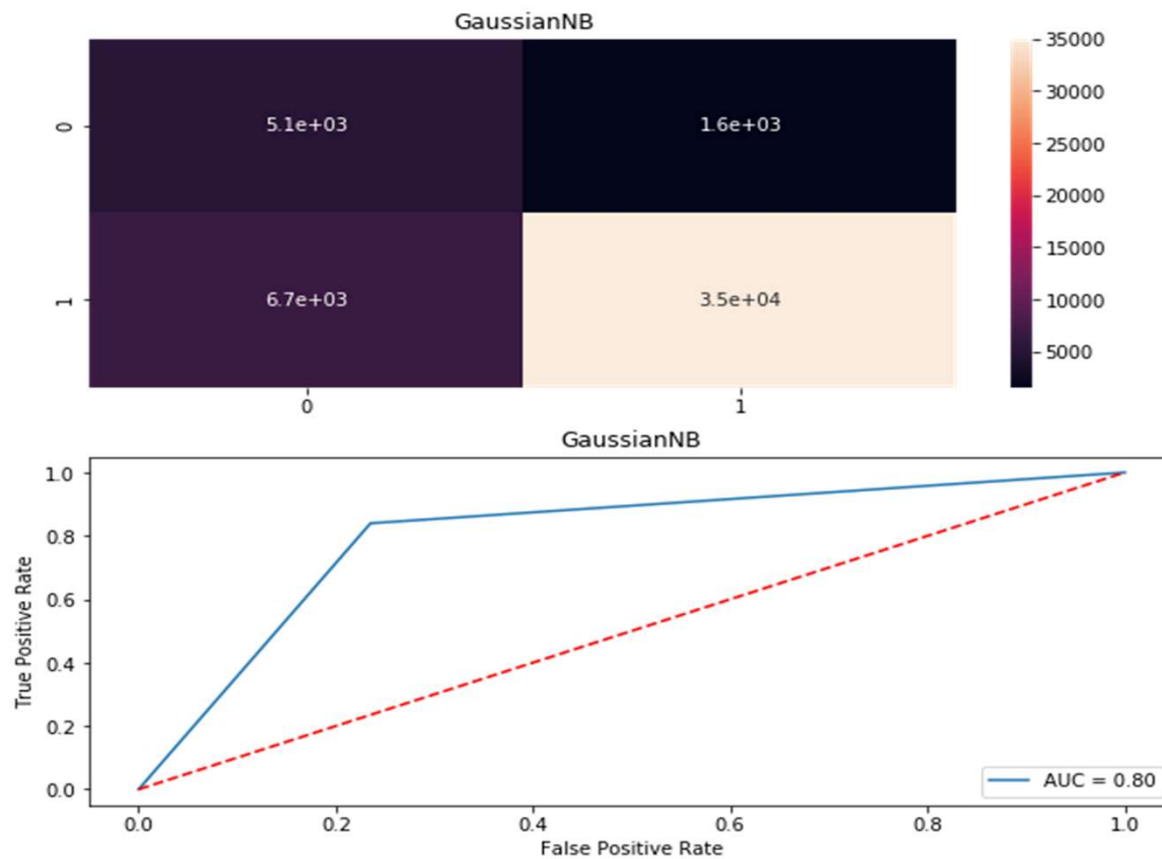 GaussianNB
0
5.1e+03
1.6e+03
1
6.7e+03
3.5e+04
0
1
35000
30000
25000
20000
15000
10000
5000
GaussianNB
True Positive Rate
1.0
0.8
0.6
0.4
0.2
0.0
AUC = 0.80
0.0
0.2
0.4
0.6
0.8
1.0
False Positive Rate